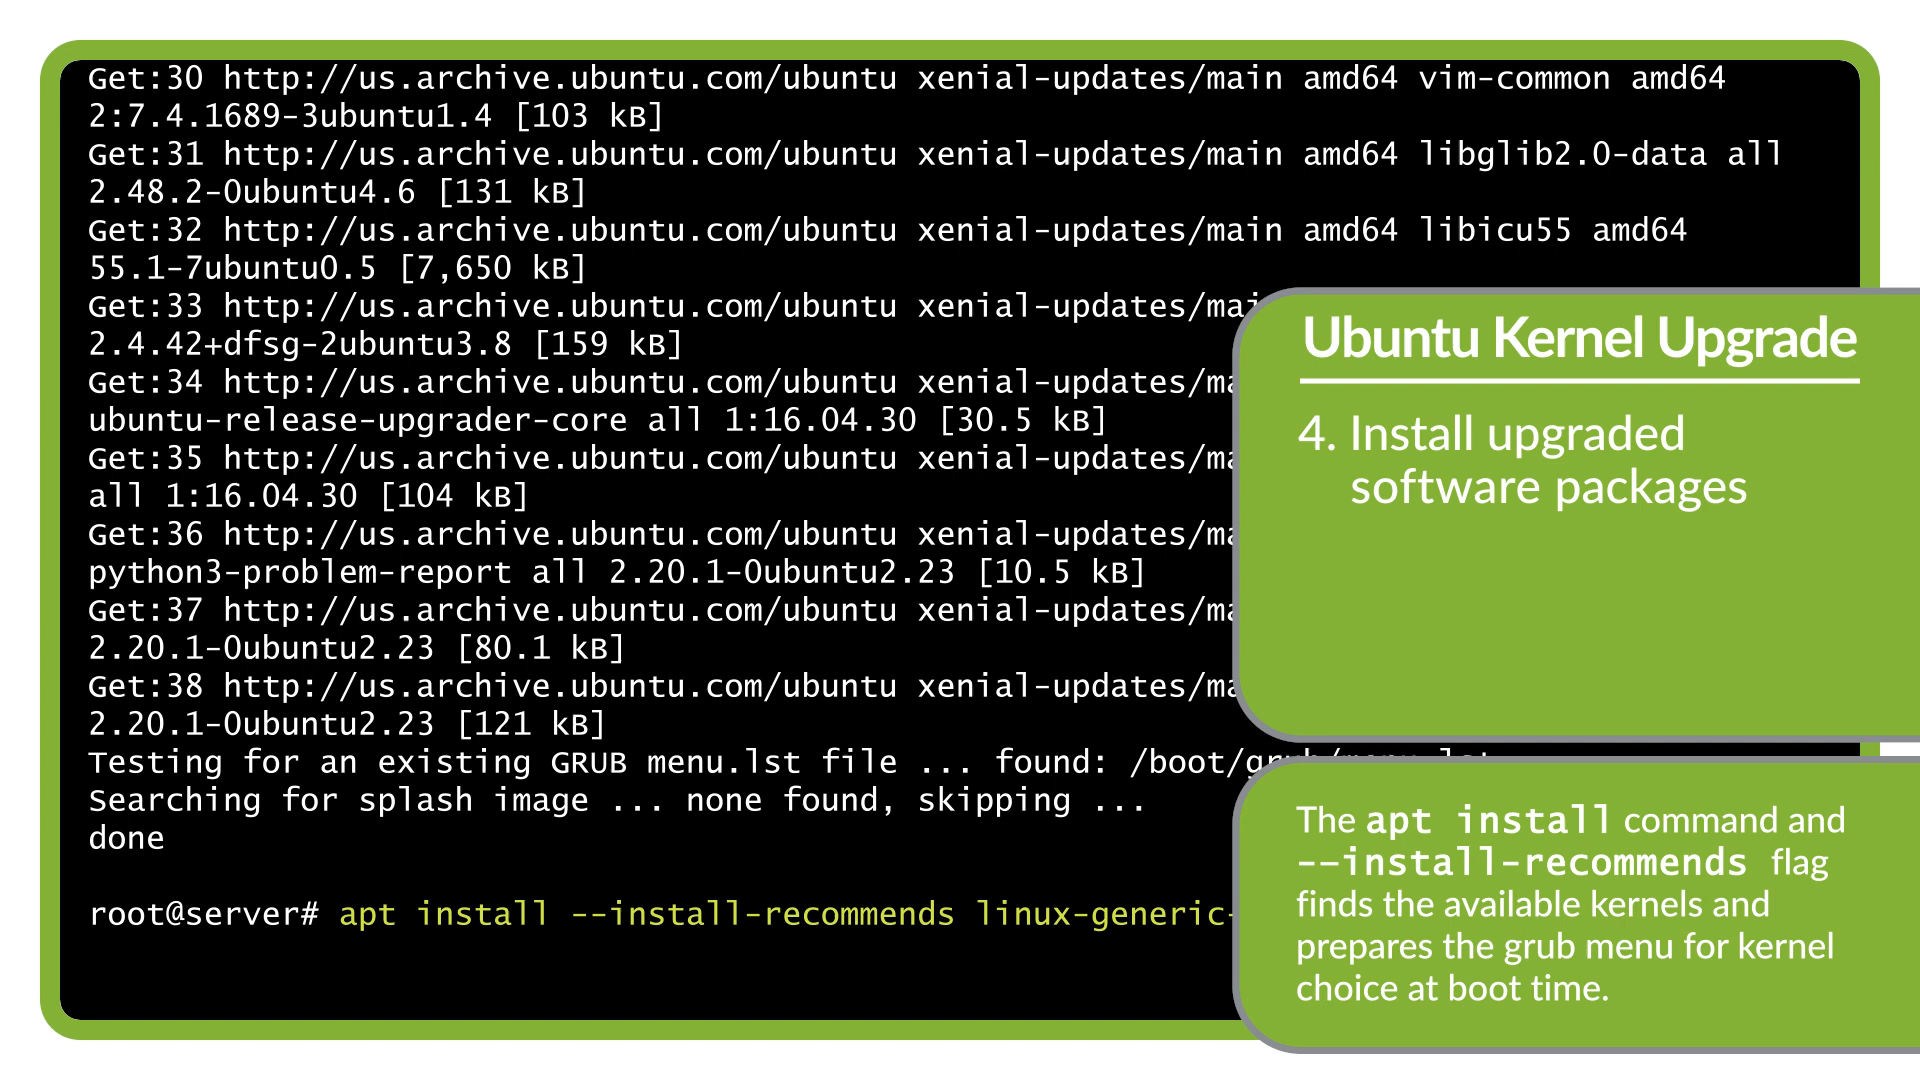 Get:30 http://us.archive.ubuntu.com/ubuntu xenial-updates/main amd64 vim-common amd64
2:7.4.1689-3ubuntu1.4 [103 kB]
Get:31 http://us.archive.ubuntu.com/ubuntu xenial-updates/main amd64 libglib2.0-data all
2.48.2-0ubuntu4.6 [131 kB]
Get:32 http://us.archive.ubuntu.com/ubuntu xenial-updates/main amd64 libicu55 amd64
55.1-7ubuntu0.5 [7,650 kB]
Get:33 http://us.archive.ubuntu.com/ubuntu xenial-updates/mai
2.4.42+dfsg-2ubuntu3.8 [159 kB]
Get:34 http://us.archive.ubuntu.com/ubuntu xenial-updates/ma
ubuntu-release-upgrader-core all 1:16.04.30 [30.5 kB]
Get:35 http://us.archive.ubuntu.com/ubuntu xenial-updates/ma
all 1:16.04.30 [104 kB]
Get:36 http://us.archive.ubuntu.com/ubuntu xenial-updates/ma
python3-problem-report all 2.20.1-0ubuntu2.23 [10.5 kB]
Get:37 http://us.archive.ubuntu.com/ubuntu xenial-updates/ma
2.20.1-0ubuntu2.23 [80.1 kB]
Get:38 http://us.archive.ubuntu.com/ubuntu xenial-updates/ma
2.20.1-0ubuntu2.23 [121 kB]
Testing for an existing GRUB menu.lst file ... found: /boot/grub/menu.lst
Searching for splash image ... none found, skipping ...
done
root@server# apt install --install-recommends linux-generic-
Ubuntu Kernel Upgrade
4. Install upgraded
software packages
The apt install command and
--install-recommends flag
finds the available kernels and
prepares the grub menu for kernel
choice at boot time.